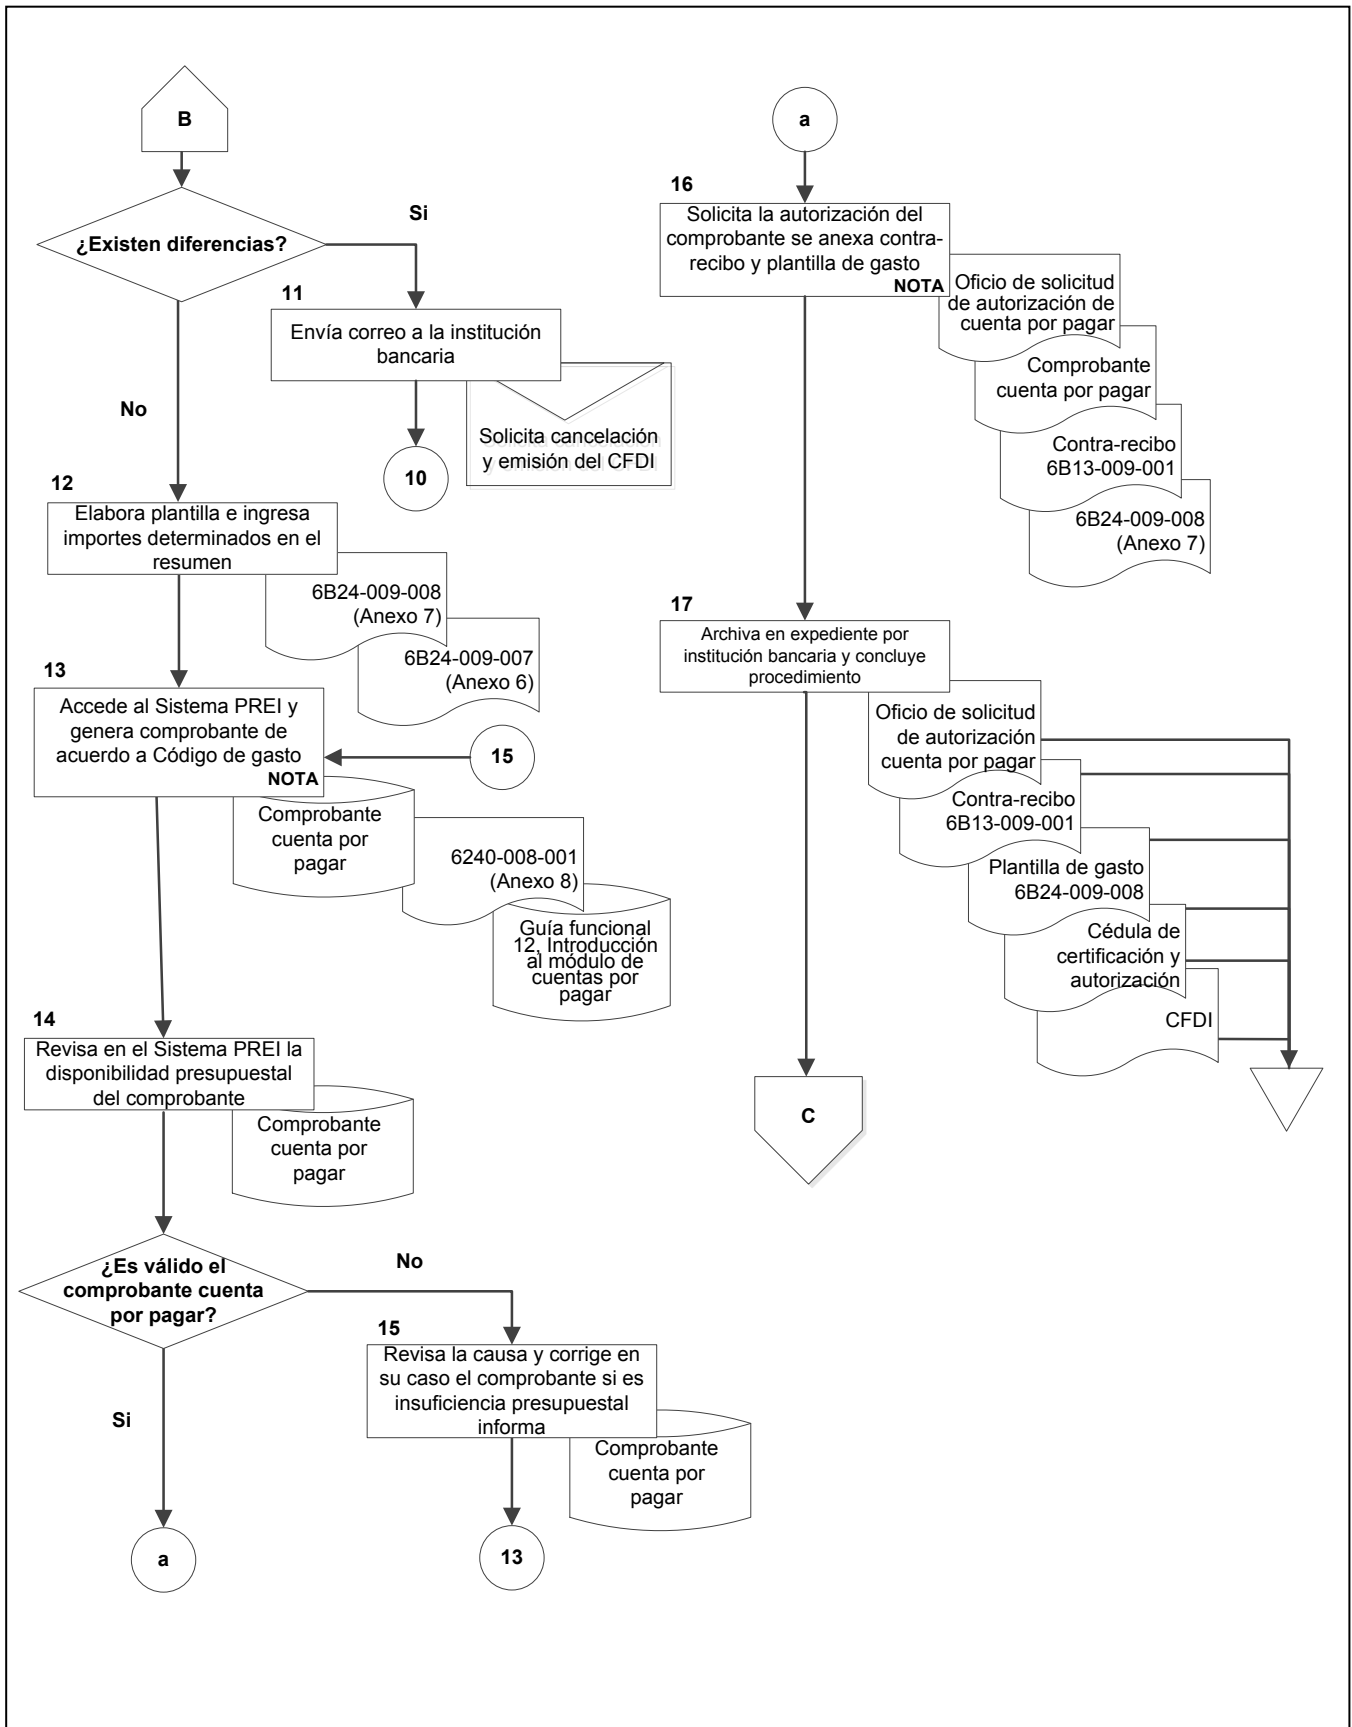 B
¿Existen diferencias?
Si
No
11
Envía correo a la institución
bancaria
Solicita cancelación
y emisión del CFDI
10
12
Elabora plantilla e ingresa
importes determinados en el
resumen
6B24-009-008
(Anexo 7)
6B24-009-007
(Anexo 6)
13
Accede al Sistema PREI y
genera comprobante de
acuerdo a Código de gasto
NOTA
15
Comprobante
cuenta por
pagar
6240-008-001
(Anexo 8)
Guía funcional
12, Introducción
al módulo de
cuentas por
pagar
14
Revisa en el Sistema PREI la
disponibilidad presupuestal
del comprobante
Comprobante
cuenta por
pagar
¿Es válido el
comprobante cuenta
por pagar?
No
Si
15
Revisa la causa y corrige en
su caso el comprobante si es
insuficiencia presupuestal
informa
Comprobante
cuenta por
pagar
a
13
a
16
Solicita la autorización del
comprobante se anexa contra-
recibo y plantilla de gasto
NOTA
Oficio de solicitud
de autorización de
cuenta por pagar
Comprobante
cuenta por pagar
Contra-recibo
6B13-009-001
6B24-009-008
(Anexo 7)
17
Archiva en expediente por
institución bancaria y concluye
procedimiento
Oficio de solicitud
de autorización
cuenta por pagar
Contra-recibo
6B13-009-001
Plantilla de gasto
6B24-009-008
Cédula de
certificación y
autorización
CFDI
C